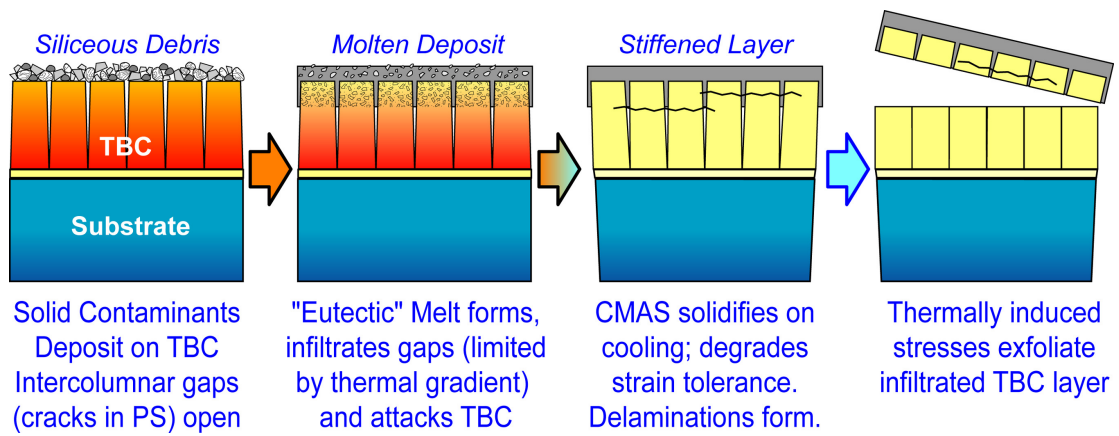 Siliceous Debris
Molten Deposit
Stiffened Layer
TBC
Substrate
Solid Contaminants
Deposit on TBC
Intercolumnar gaps
(cracks in PS) open
"Eutectic" Melt forms,
infiltrates gaps (limited
by thermal gradient)
and attacks TBC
CMAS solidifies on
cooling; degrades
strain tolerance.
Delaminations form.
Thermally induced
stresses exfoliate
infiltrated TBC layer